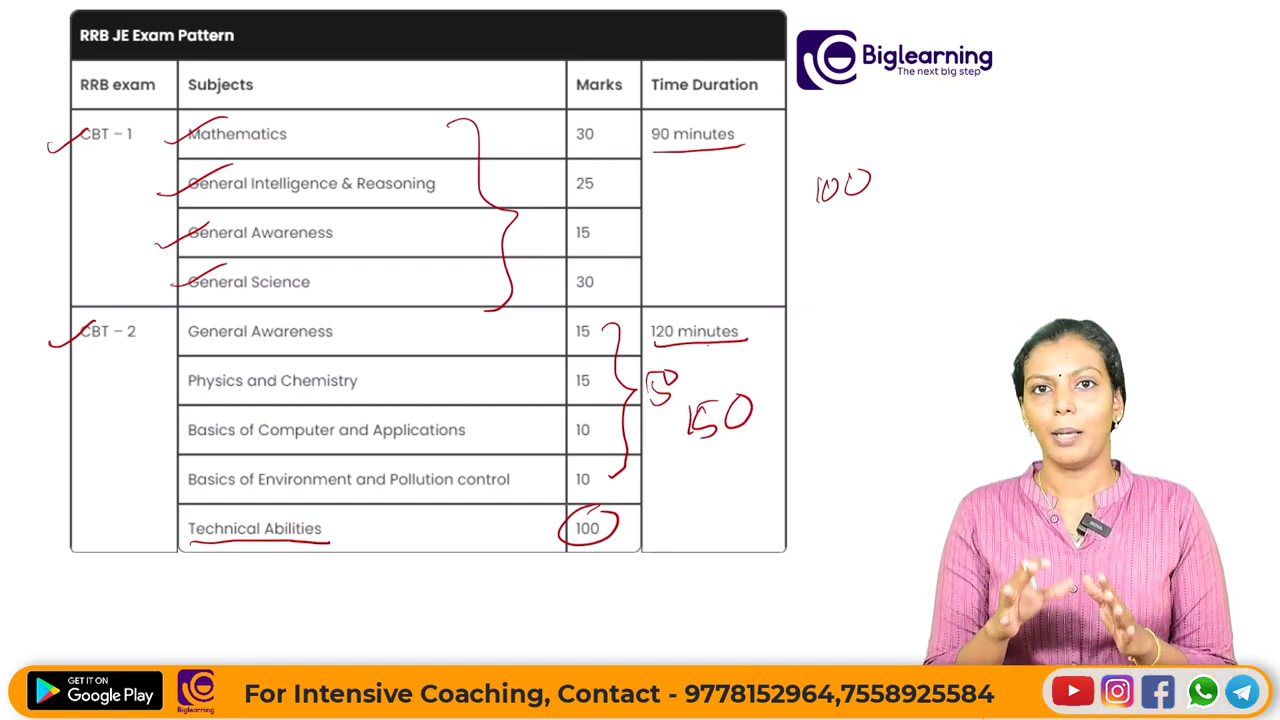 RRB JE Exam Pattern
RRB exam Subjects Marks Time Duration
CBT – 1 Mathematics 30 90 minutes
General Intelligence & Reasoning 25
General Awareness 15
General Science 30
CBT – 2 General Awareness 15 120 minutes
Physics and Chemistry 15
Basics of Computer and Applications 10
Basics of Environment and Pollution control 10
Technical Abilities 100
100
50
150
Biglearning
The next big step
GET IT ON
Google Play
Biglearning
For Intensive Coaching, Contact - 9778152964,7558925584
BOYA